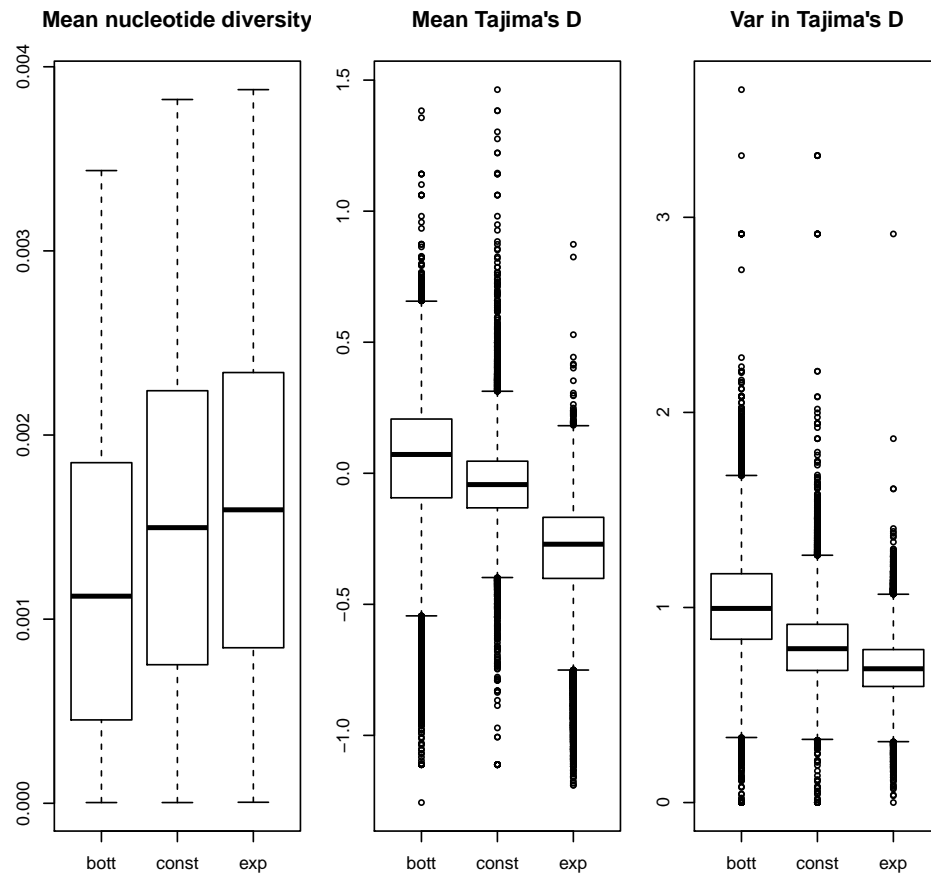 Mean nucleotide diversity
0.004
0.003
0.002
0.001
0.000
bott const exp
Mean Tajima's D
1.5
1.0
0.5
0.0
−0.5
−1.0
bott const exp
Var in Tajima's D
3
2
1
0
bott const exp